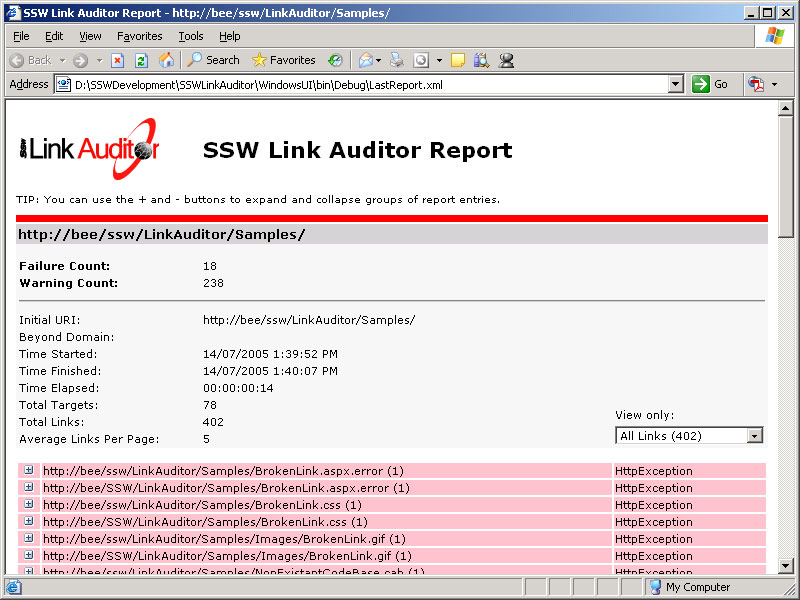 SSW Link Auditor Report - http://bee/ssw/LinkAuditor/Samples/
File Edit View Favorites Tools Help
Back Search Favorites
Address D:\SSWDevelopment\SSWLinkAuditor\WindowsUI\bin\Debug\LastReport.xml Go
SSW Link Auditor
SSW Link Auditor Report
TIP: You can use the + and - buttons to expand and collapse groups of report entries.
http://bee/ssw/LinkAuditor/Samples/
Failure Count: 18
Warning Count: 238
Initial URI: http://bee/ssw/LinkAuditor/Samples/
Beyond Domain:
Time Started: 14/07/2005 1:39:52 PM
Time Finished: 14/07/2005 1:40:07 PM
Time Elapsed: 00:00:00:14
Total Targets: 78
Total Links: 402
Average Links Per Page: 5
View only:
All Links (402)
http://bee/ssw/LinkAuditor/Samples/BrokenLink.aspx.error (1) HttpException
http://bee/SSW/LinkAuditor/Samples/BrokenLink.aspx.error (1) HttpException
http://bee/ssw/LinkAuditor/Samples/BrokenLink.css (1) HttpException
http://bee/SSW/LinkAuditor/Samples/BrokenLink.css (1) HttpException
http://bee/ssw/LinkAuditor/Samples/Images/BrokenLink.gif (1) HttpException
http://bee/SSW/LinkAuditor/Samples/Images/BrokenLink.gif (1) HttpException
http://bee/ssw/LinkAuditor/Samples/NonExistantCodeBase.cab (1) HttpException
My Computer